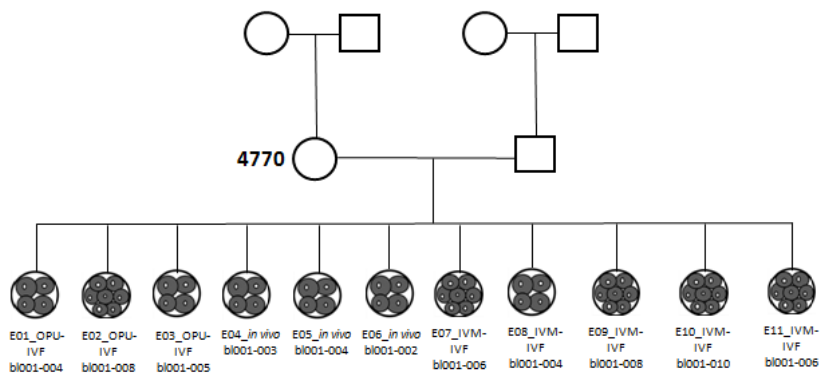 4770
E01_OPU-
IVF
bl001-004
E02_OPU-
IVF
bl001-008
E03_OPU-
IVF
bl001-005
E04_in vivo
bl001-003
E05_in vivo
bl001-004
E06_in vivo
bl001-002
E07_IVM-
IVF
bl001-006
E08_IVM-
IVF
bl001-004
E09_IVM-
IVF
bl001-008
E10_IVM-
IVF
bl001-010
E11_IVM-
IVF
bl001-006